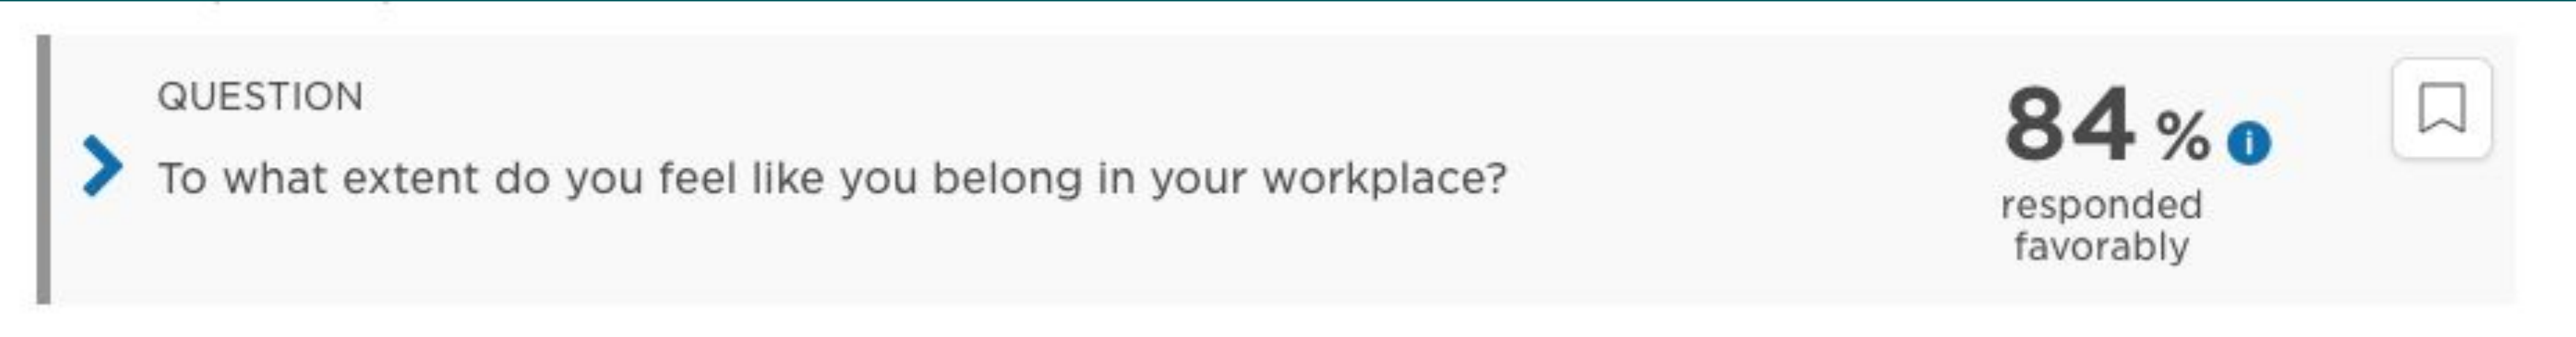 QUESTION
To what extent do you feel like you belong in your workplace?
84 % i
responded
favorably